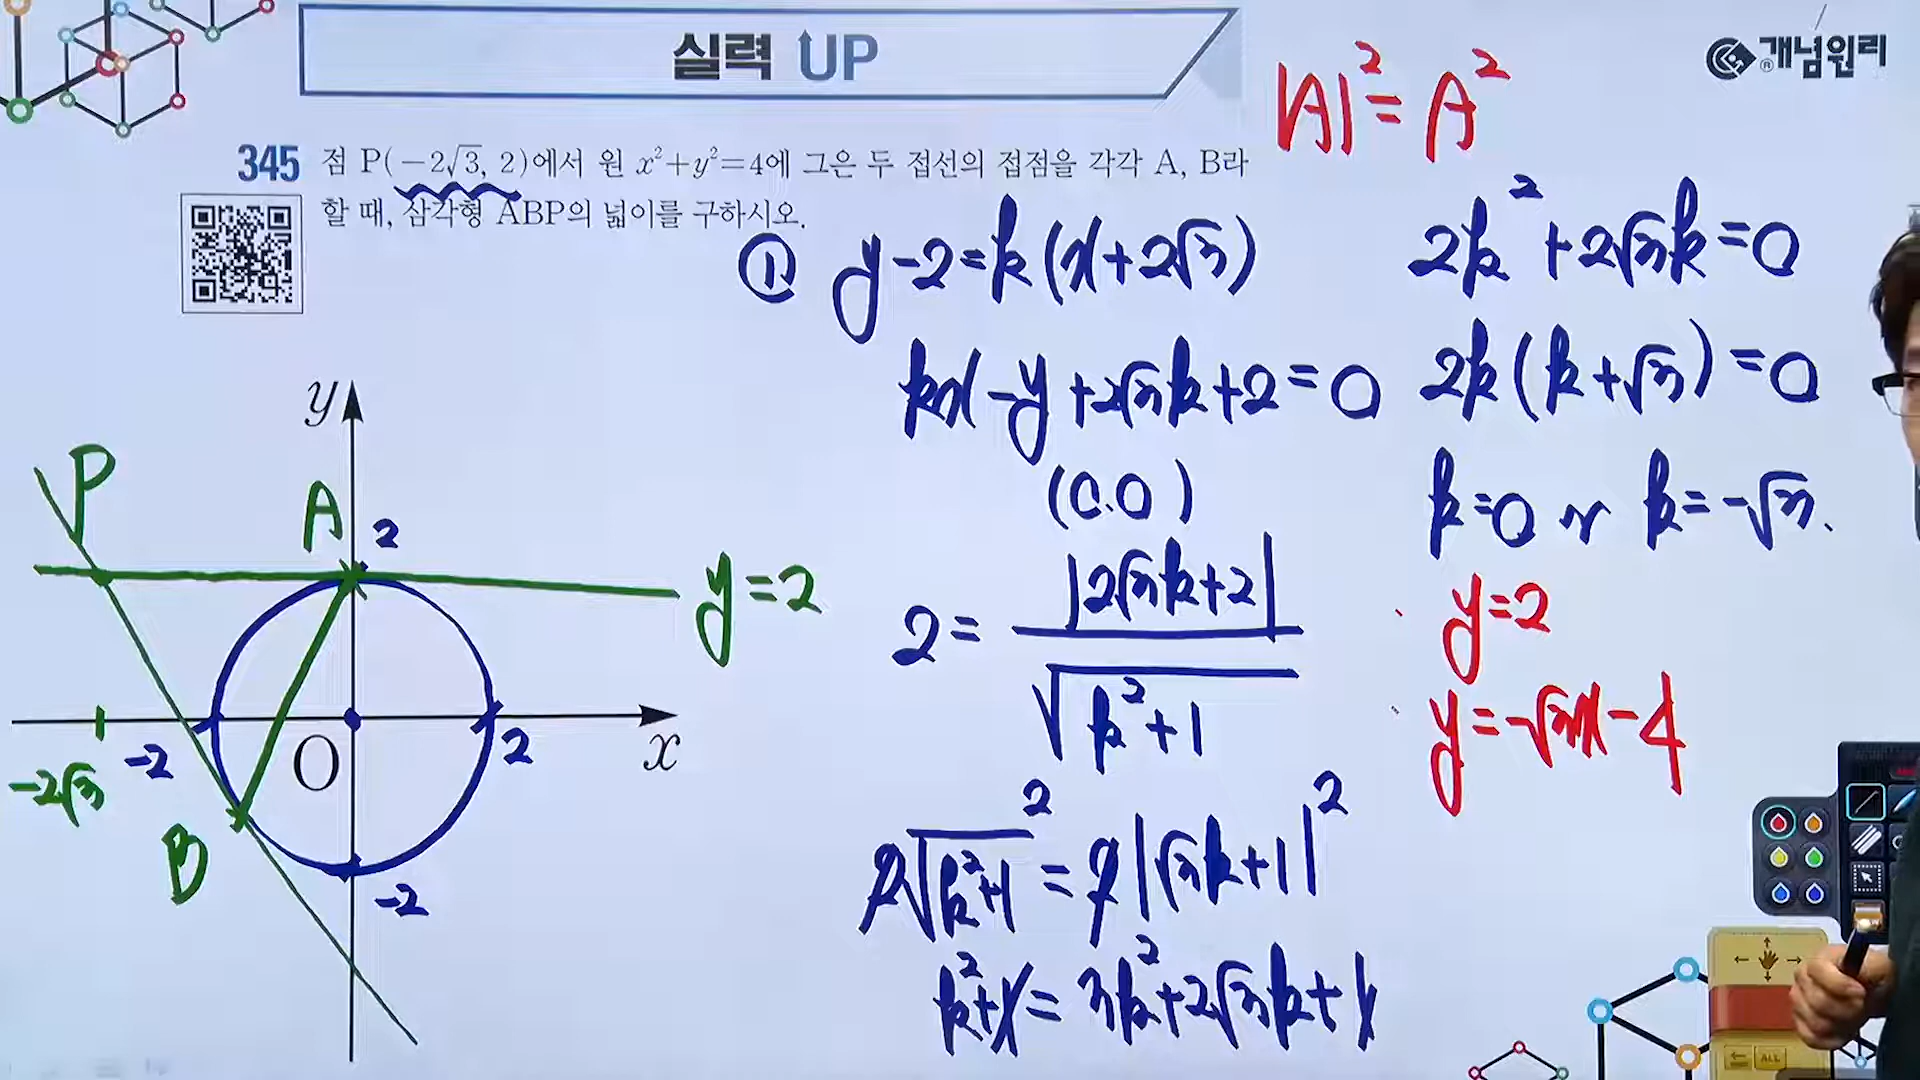 실력 UP
개념원리
®
345 점 P(−2√3, 2)에서 원 x²+y²=4에 그은 두 접선의 접점을 각각 A, B라
할 때, 삼각형 ABP의 넓이를 구하시오.
|A|² = A²
① y−2=k(x+2√3)
kx−y+2√3k+2=0
(0.0)
2= |2√3k+2| / √k²+1
2√k²+1² = 2|√3k+1|²
k²+1=3k²+2√3k+1
2k²+2√3k=0
2k(k+√3)=0
k=0 or k=−√3.
y=2
y=−√3x−4
y
P
A
2
y=2
−2√3
−2
O
2
x
B
−2
ALL